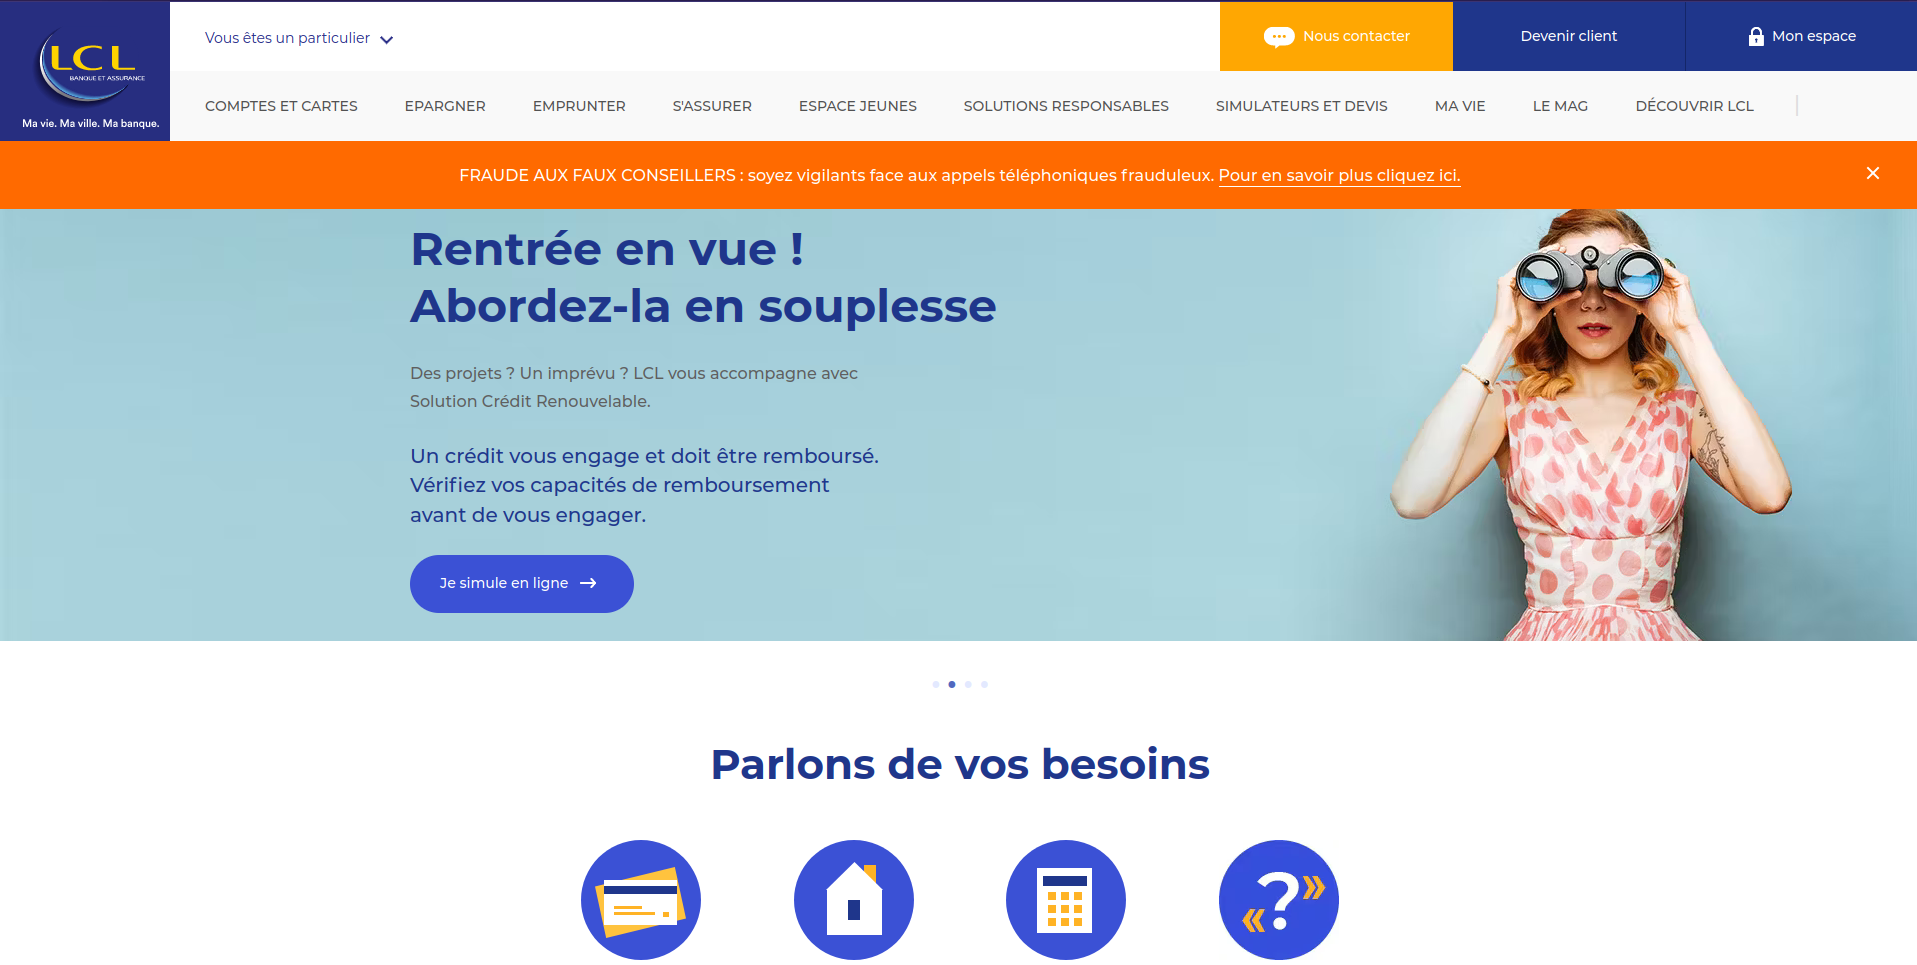 LCL
BANQUE ET ASSURANCE
Ma vie. Ma ville. Ma banque.
Vous êtes un particulier
Nous contacter
Devenir client
Mon espace
COMPTES ET CARTES
EPARGNER
EMPRUNTER
S'ASSURER
ESPACE JEUNES
SOLUTIONS RESPONSABLES
SIMULATEURS ET DEVIS
MA VIE
LE MAG
DÉCOUVRIR LCL
FRAUDE AUX FAUX CONSEILLERS : soyez vigilants face aux appels téléphoniques frauduleux. Pour en savoir plus cliquez ici.
Rentrée en vue !
Abordez-la en souplesse
Des projets ? Un imprévu ? LCL vous accompagne avec
Solution Crédit Renouvelable.
Un crédit vous engage et doit être remboursé.
Vérifiez vos capacités de remboursement
avant de vous engager.
Je simule en ligne
Parlons de vos besoins
«?»